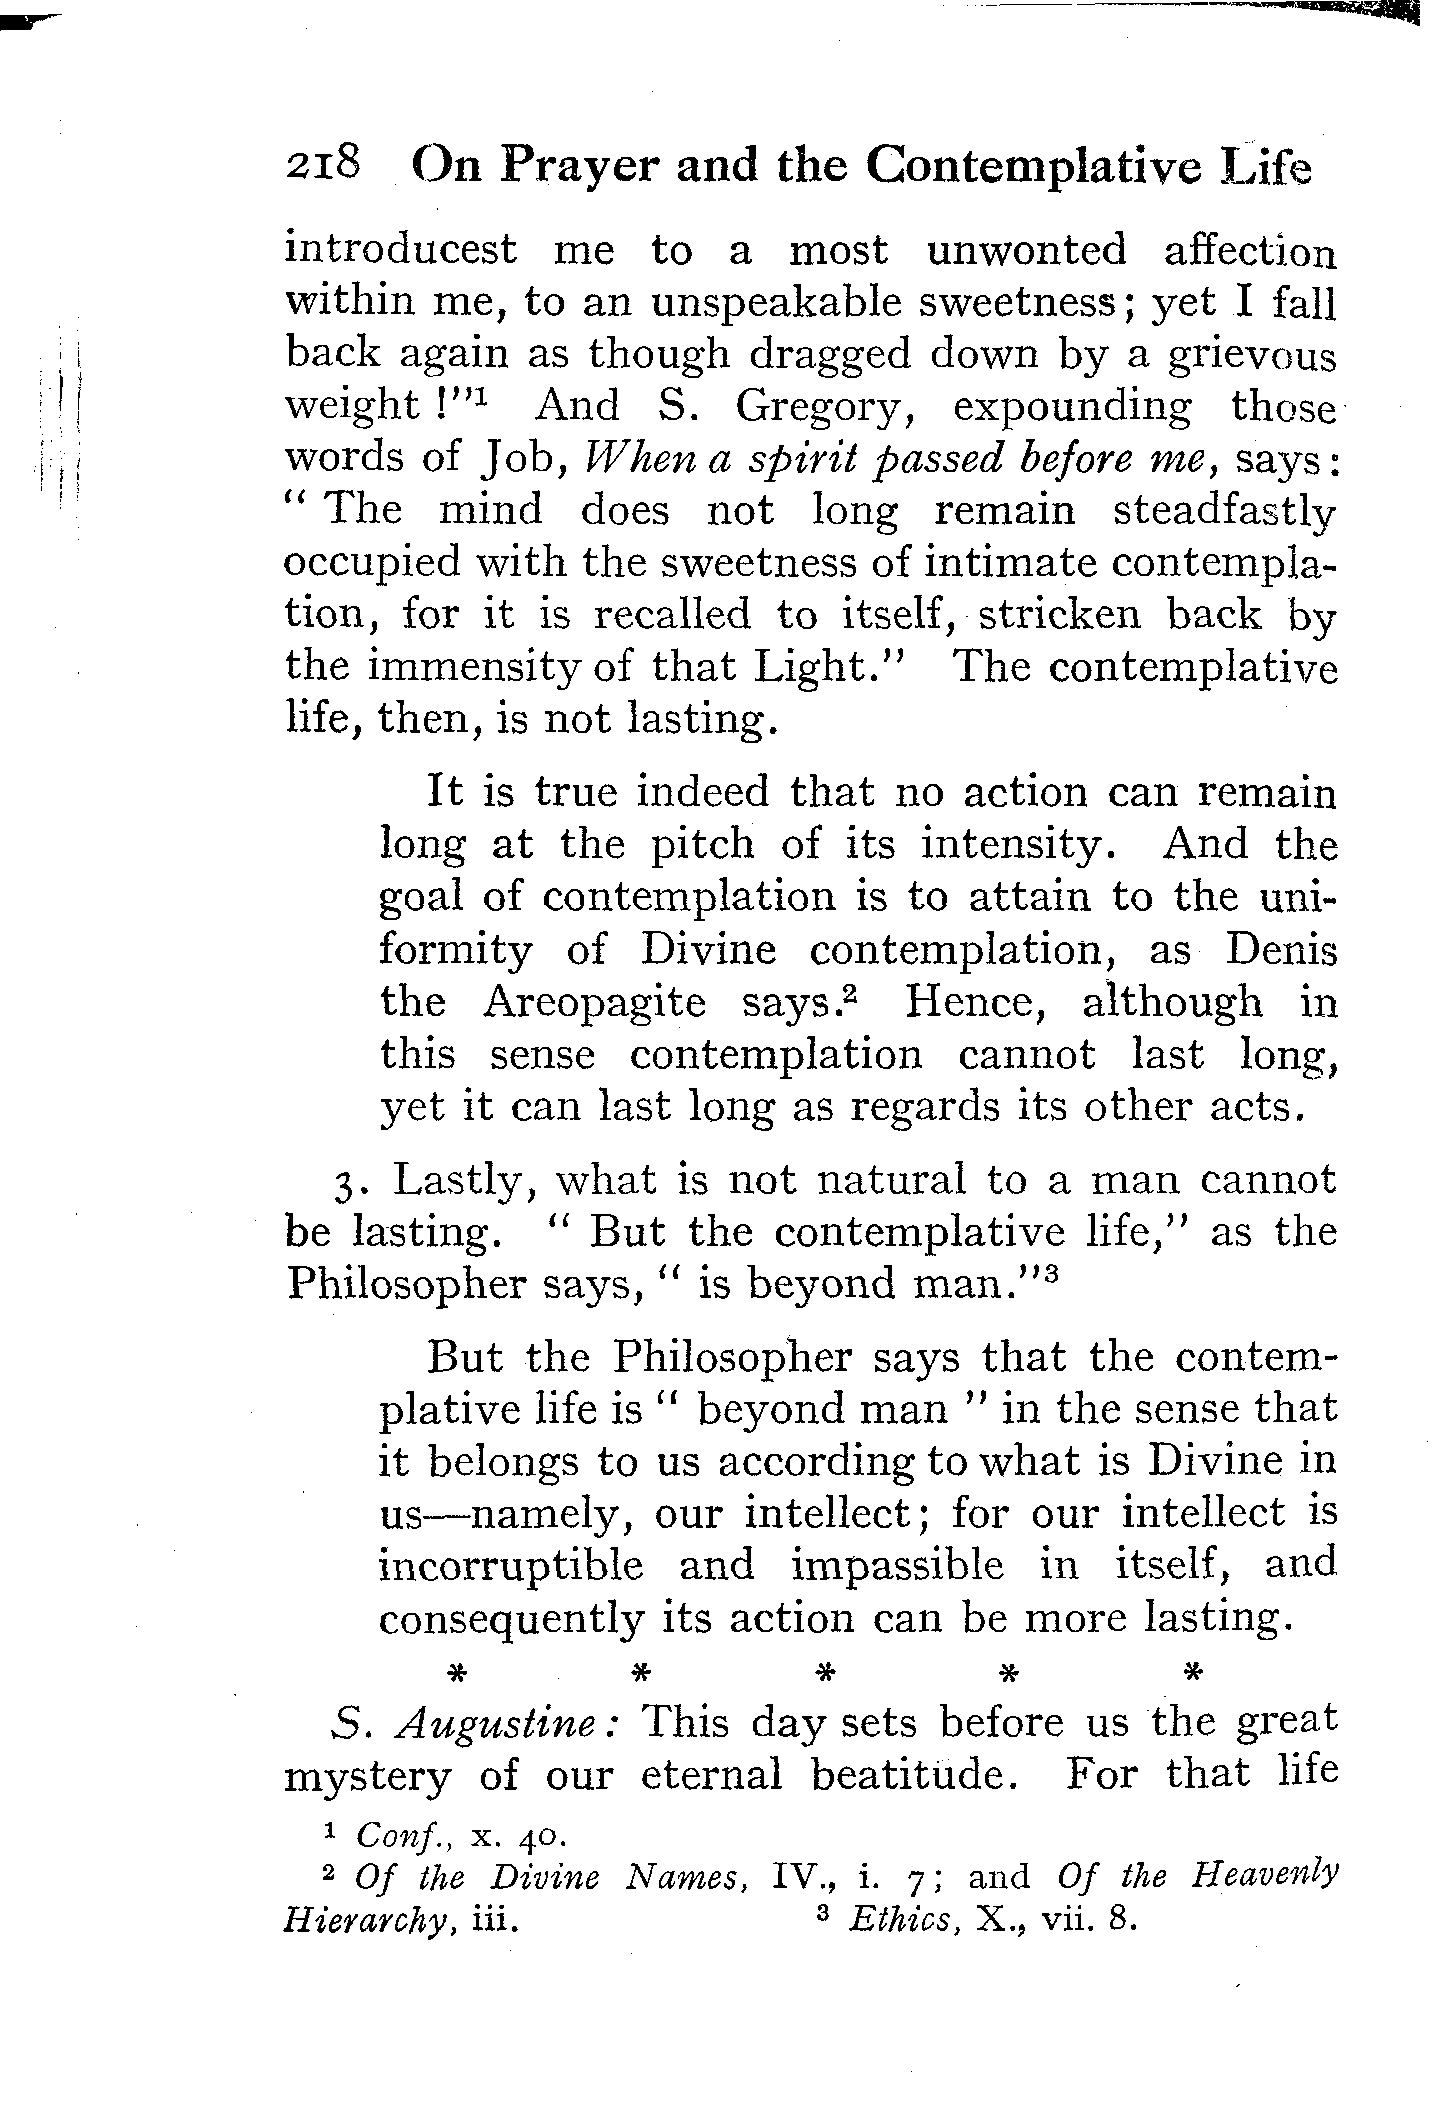 218 On Prayer and the Contemplative Life
introducest me to a most unwonted affection
within me, to an unspeakable sweetness; yet I fall
back again as though dragged down by a grievous
weight !"¹ And S. Gregory, expounding those
words of Job, When a spirit passed before me, says:
" The mind does not long remain steadfastly
occupied with the sweetness of intimate contempla-
tion, for it is recalled to itself, stricken back by
the immensity of that Light." The contemplative
life, then, is not lasting.
It is true indeed that no action can remain
long at the pitch of its intensity. And the
goal of contemplation is to attain to the uni-
formity of Divine contemplation, as Denis
the Areopagite says.² Hence, although in
this sense contemplation cannot last long,
yet it can last long as regards its other acts.
3. Lastly, what is not natural to a man cannot
be lasting. " But the contemplative life," as the
Philosopher says, " is beyond man."³
But the Philosopher says that the contem-
plative life is " beyond man " in the sense that
it belongs to us according to what is Divine in
us—namely, our intellect; for our intellect is
incorruptible and impassible in itself, and
consequently its action can be more lasting.
* * * * *
S. Augustine: This day sets before us the great
mystery of our eternal beatitude. For that life
¹ Conf., x. 40.
² Of the Divine Names, IV., i. 7; and Of the Heavenly
Hierarchy, iii. ³ Ethics, X., vii. 8.